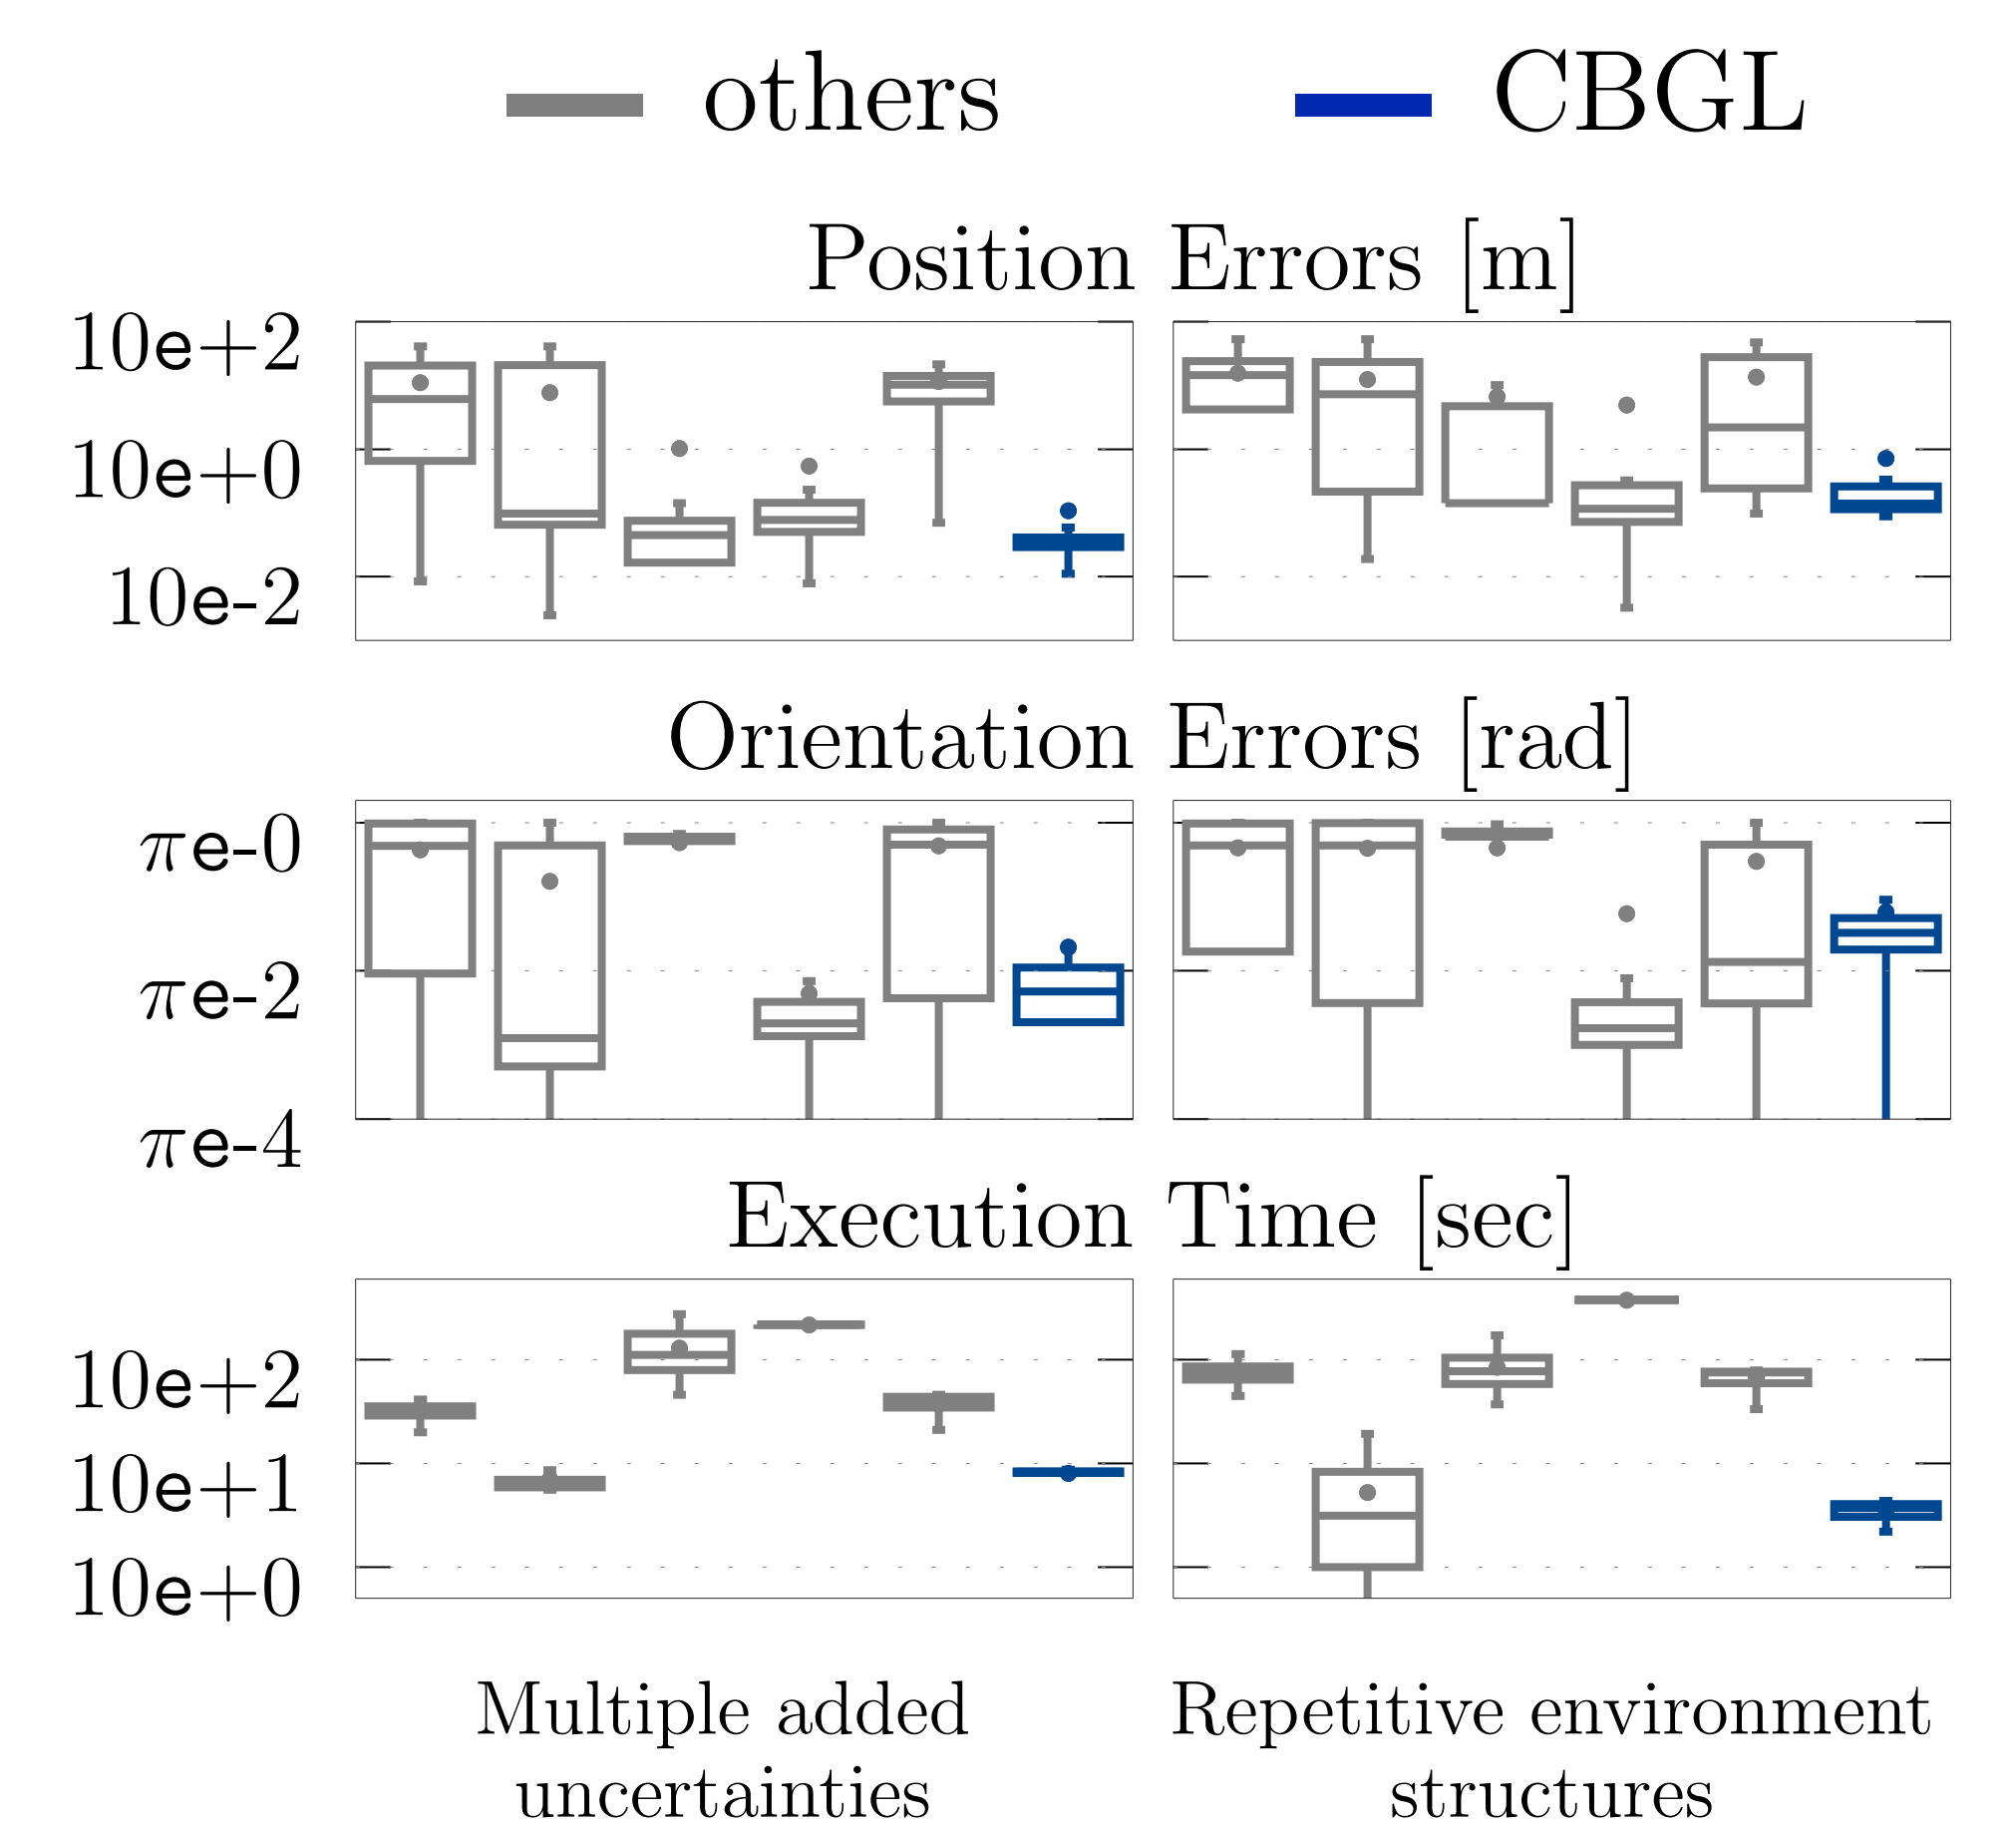 others CBGL
Position Errors [m]
10e+2
10e+0
10e-2
Orientation Errors [rad]
πe-0
πe-2
πe-4
Execution Time [sec]
10e+2
10e+1
10e+0
Multiple added uncertainties
Repetitive environment structures